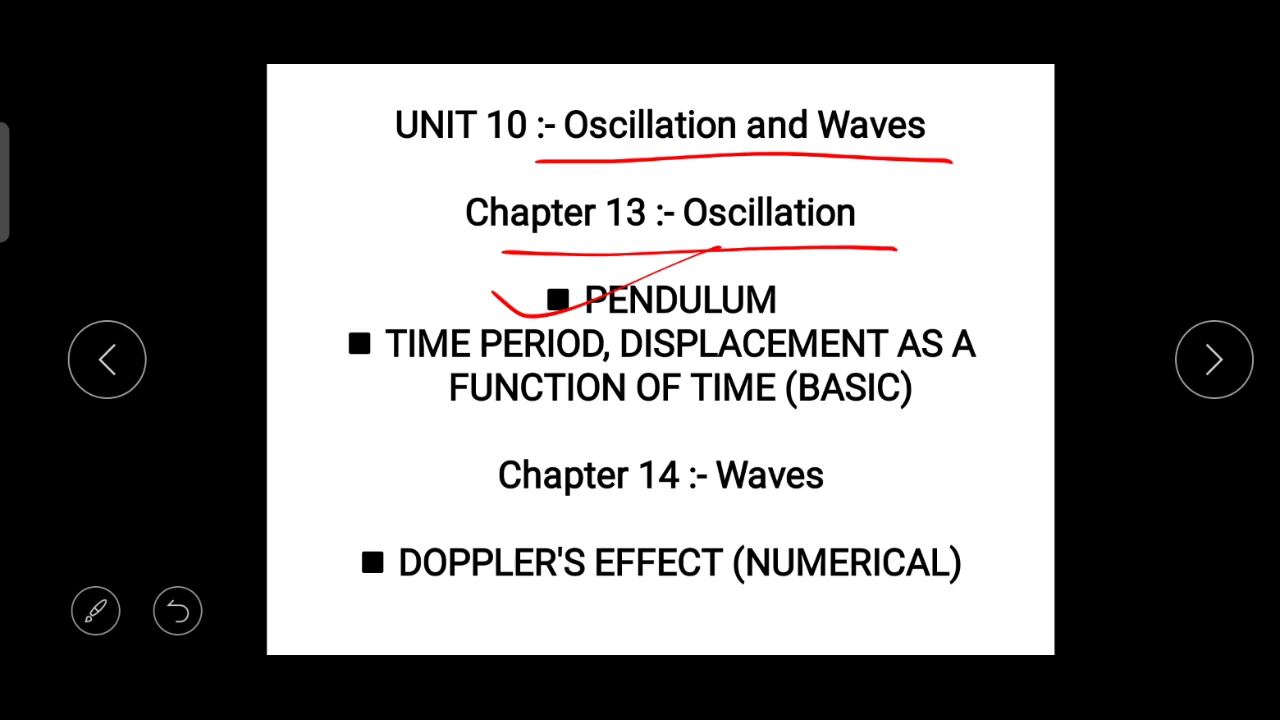 UNIT 10 :- Oscillation and Waves
Chapter 13 :- Oscillation
■ PENDULUM
■ TIME PERIOD, DISPLACEMENT AS A
FUNCTION OF TIME (BASIC)
Chapter 14 :- Waves
■ DOPPLER'S EFFECT (NUMERICAL)